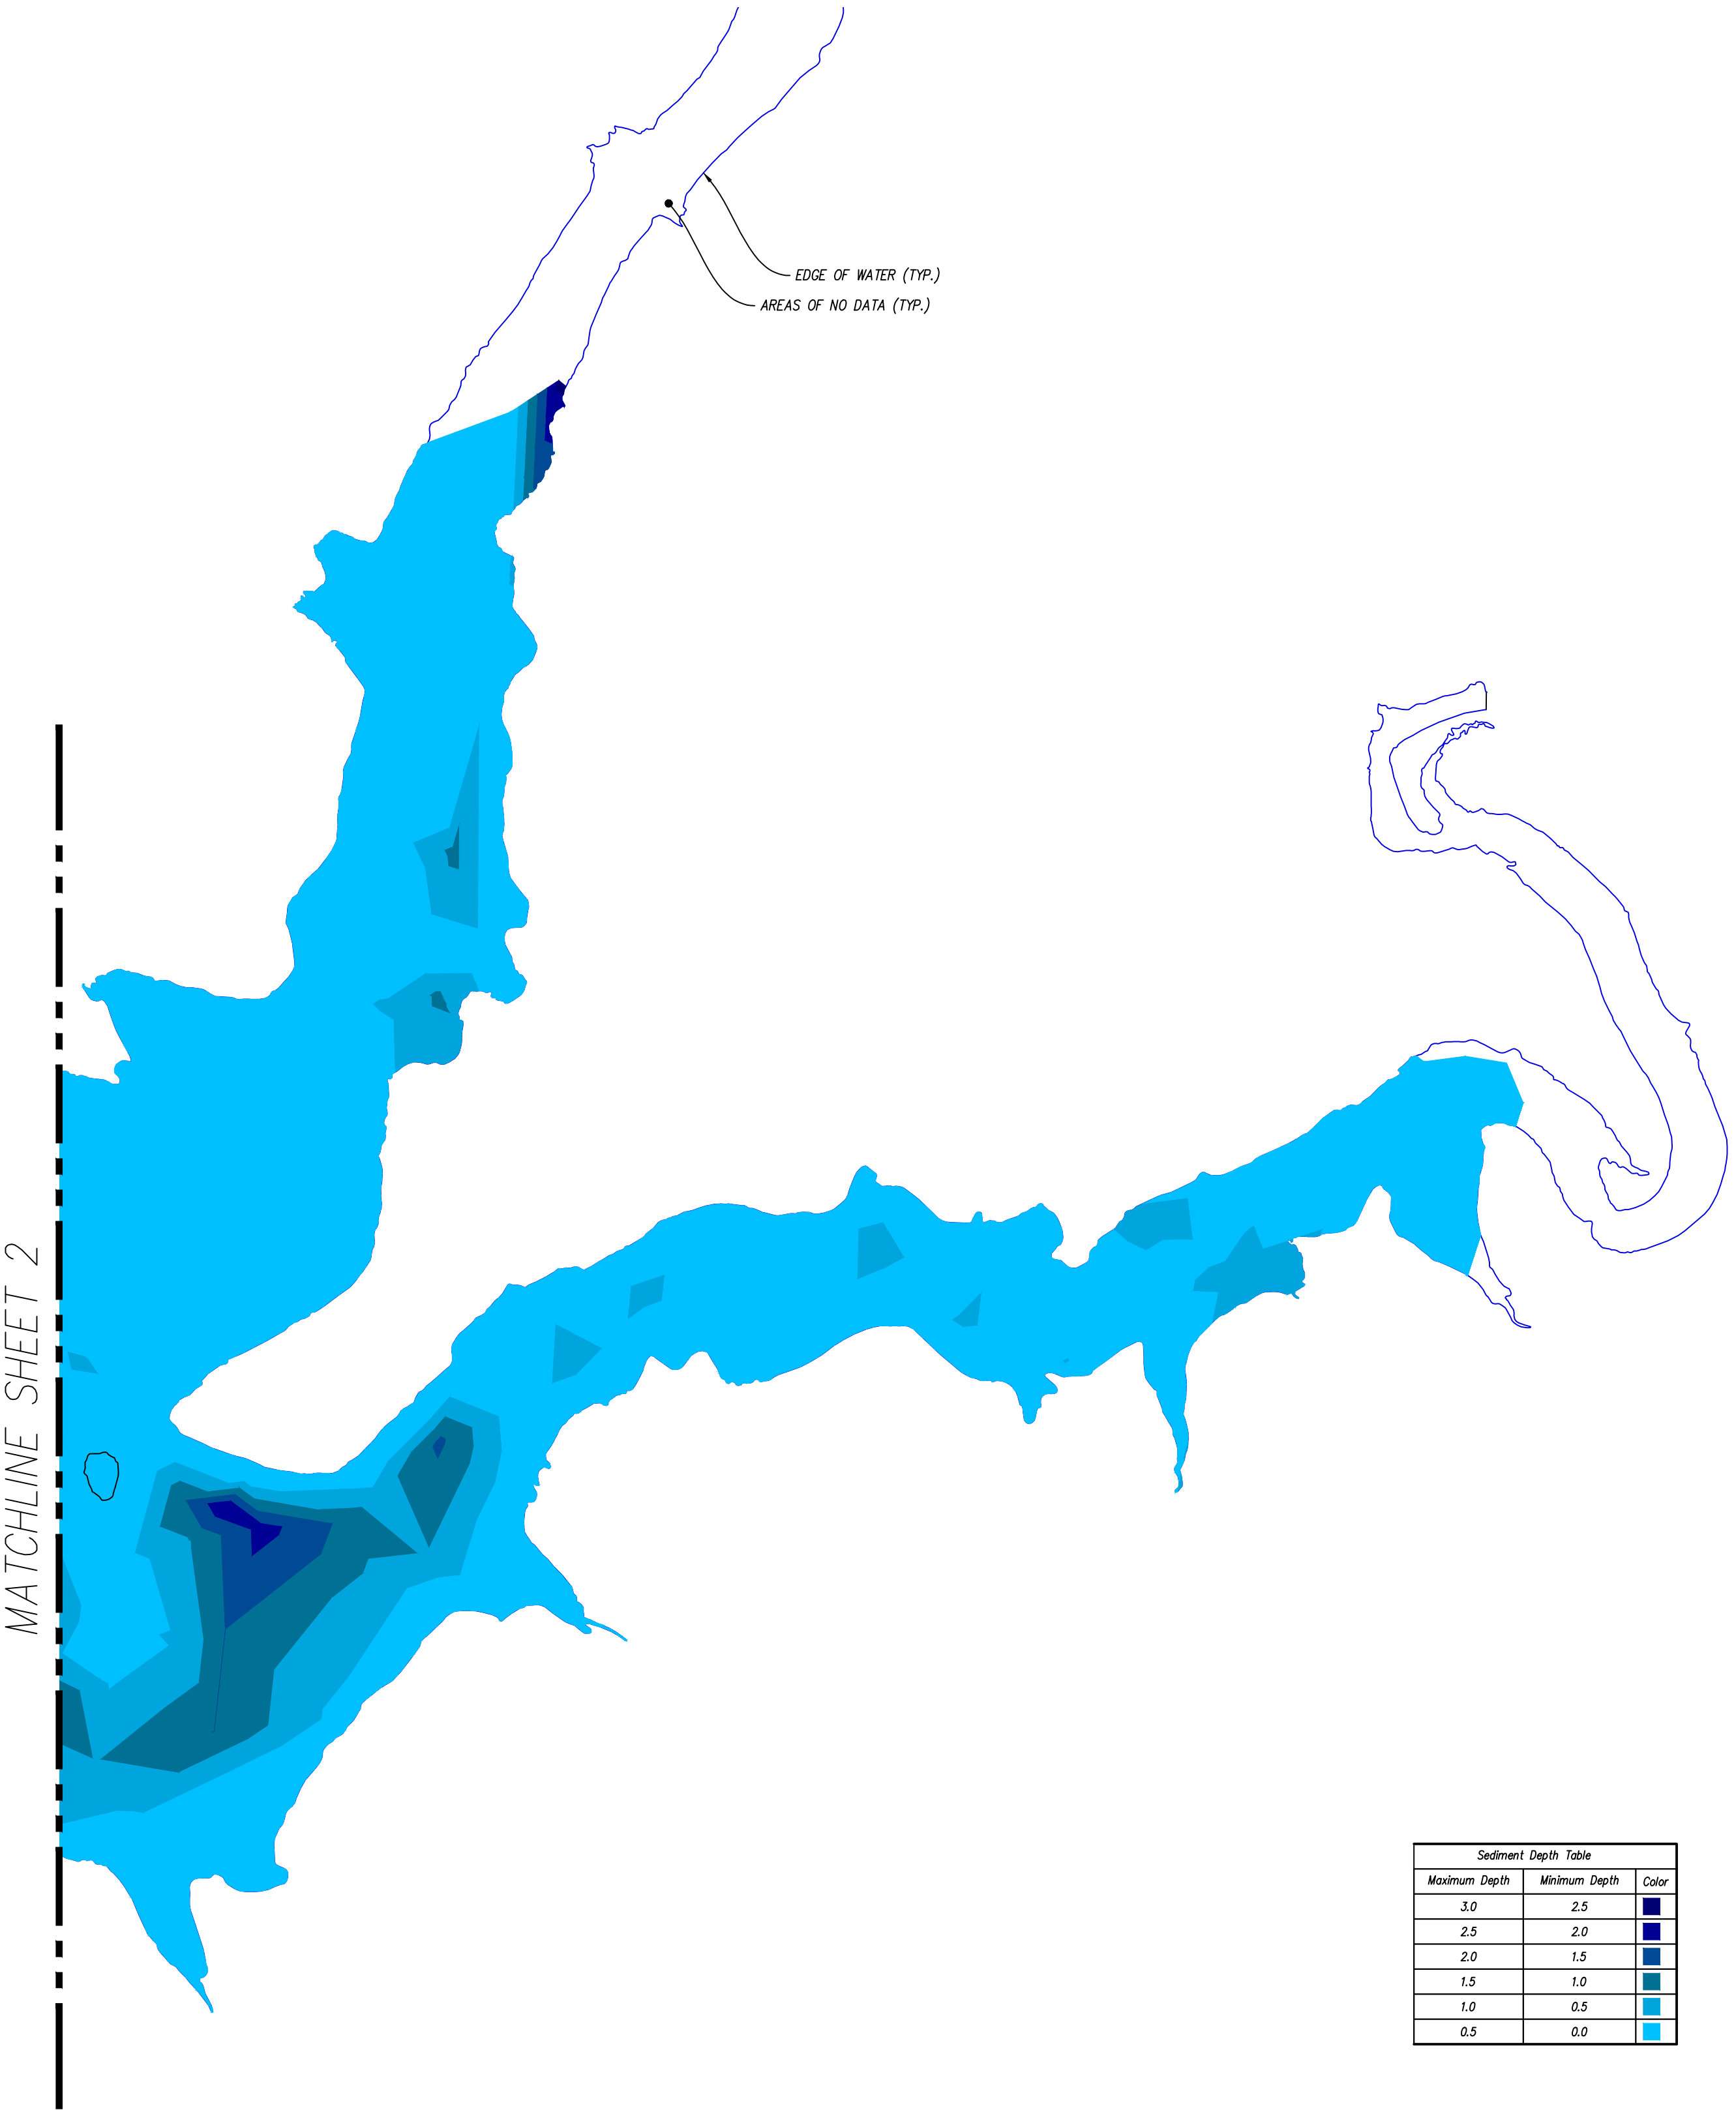 EDGE OF WATER (TYP.)
AREAS OF NO DATA (TYP.)
MATCHLINE SHEET 2
Sediment Depth Table
Maximum Depth Minimum Depth Color
3.0 2.5
2.5 2.0
2.0 1.5
1.5 1.0
1.0 0.5
0.5 0.0